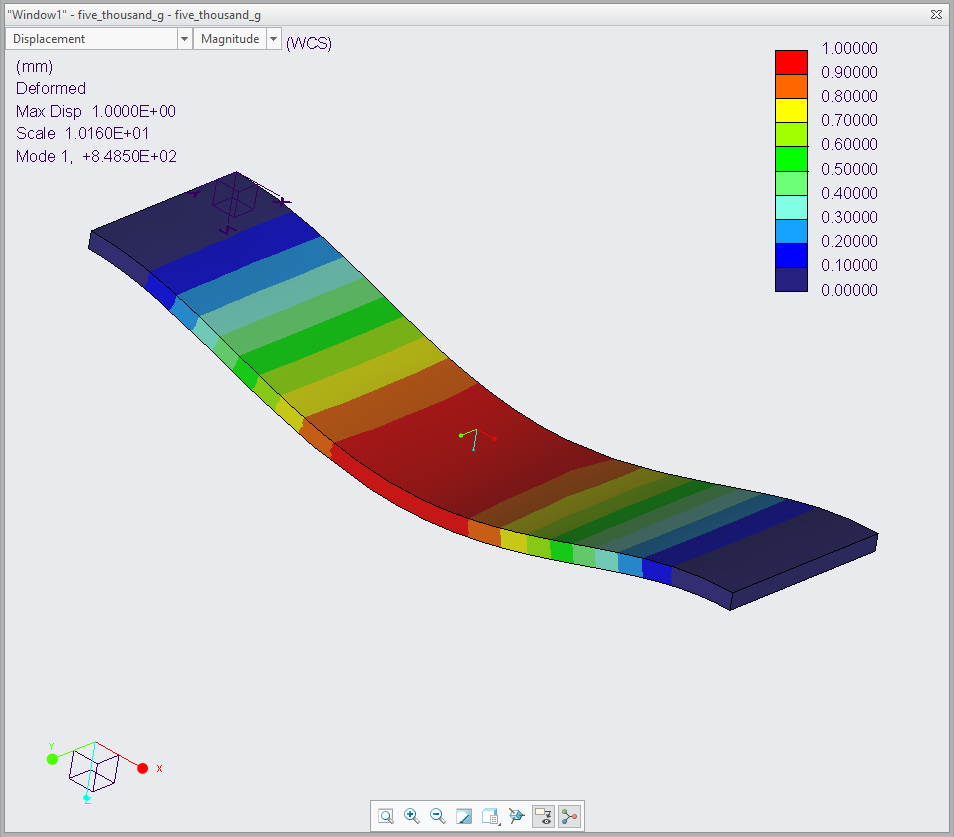 "Window1" - five_thousand_g - five_thousand_g
Displacement Magnitude (WCS)
(mm)
Deformed
Max Disp 1.0000E+00
Scale 1.0160E+01
Mode 1, +8.4850E+02
1.00000
0.90000
0.80000
0.70000
0.60000
0.50000
0.40000
0.30000
0.20000
0.10000
0.00000
Y
X
Z
Y
X
Z